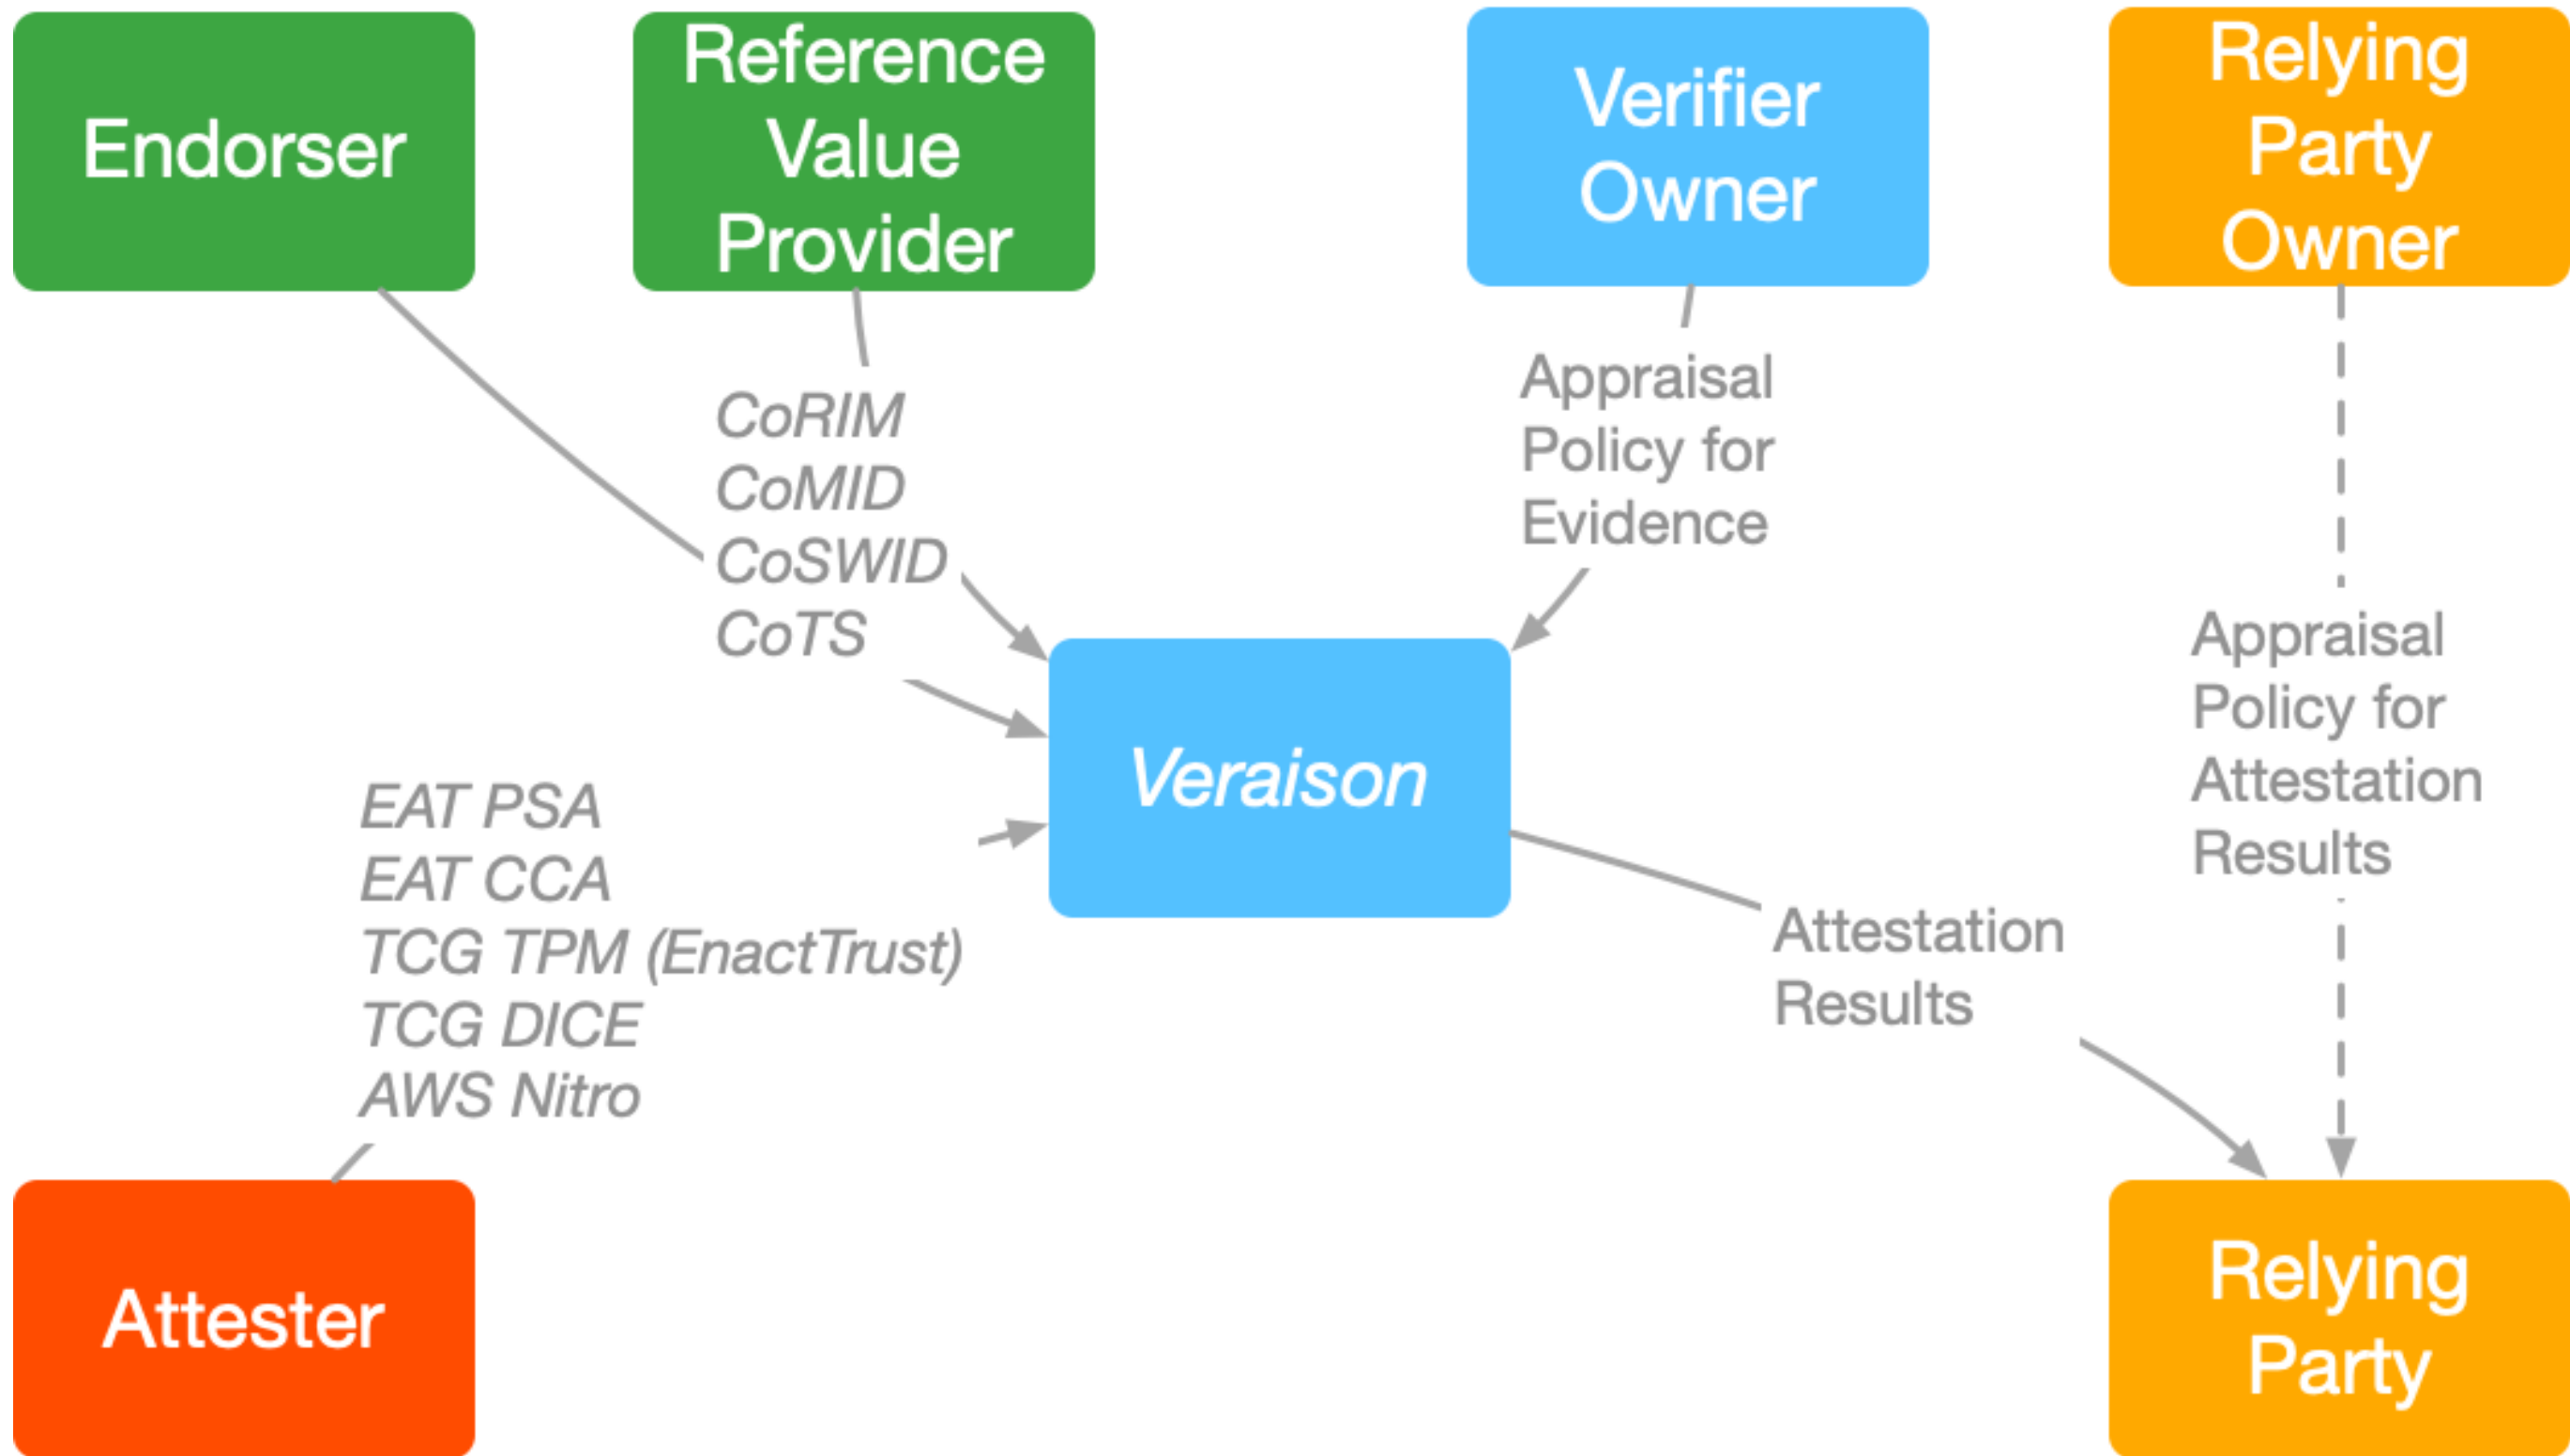 Endorser
Reference
Value
Provider
Verifier
Owner
Relying
Party
Owner
CoRIM
CoMID
CoSWID
CoTS
Appraisal
Policy for
Evidence
Appraisal
Policy for
Attestation
Results
Veraison
EAT PSA
EAT CCA
TCG TPM (EnactTrust)
TCG DICE
AWS Nitro
Attestation
Results
Attester
Relying
Party